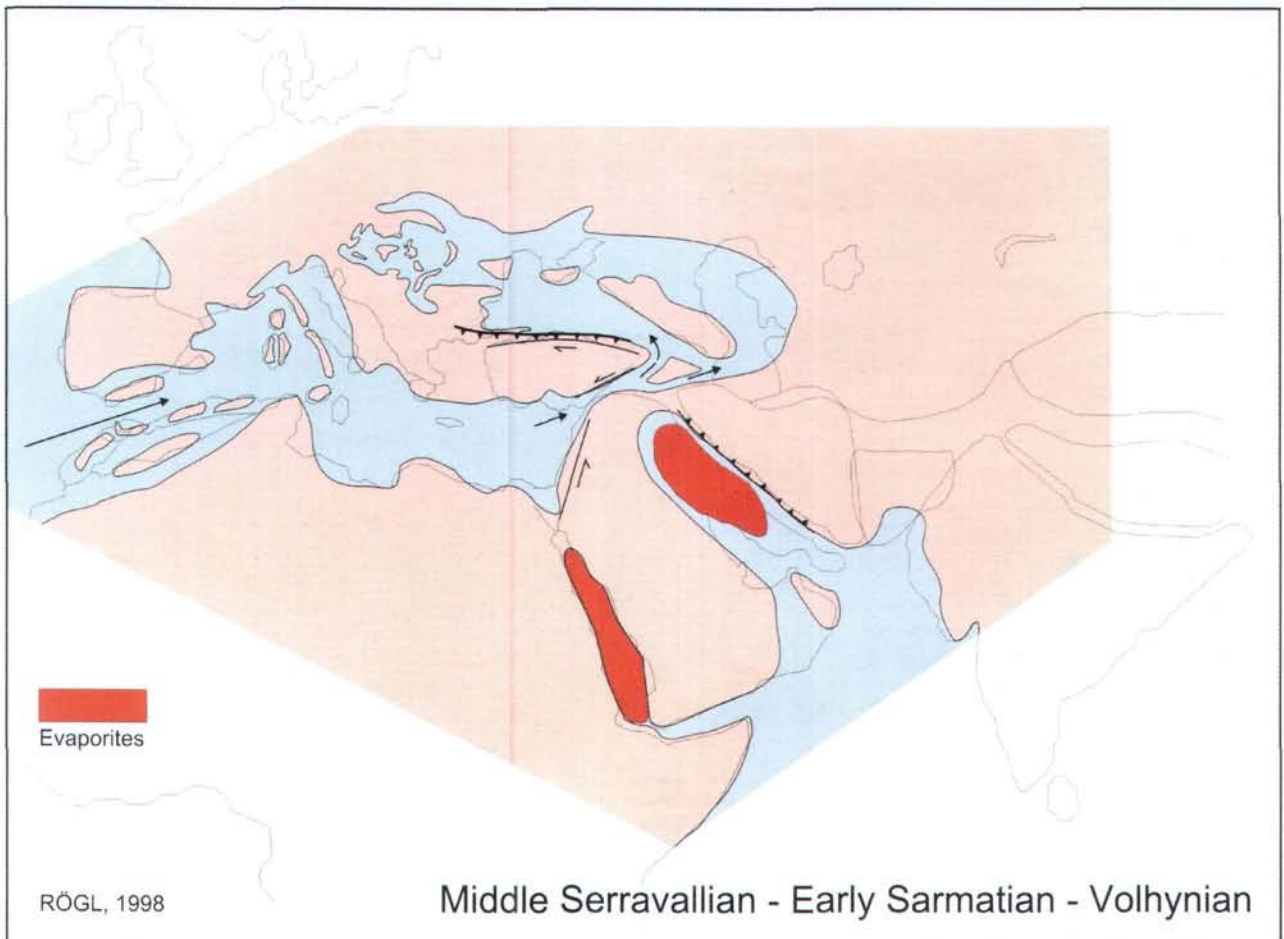 Evaporites
RÖGL, 1998
Middle Serravallian - Early Sarmatian - Volhynian